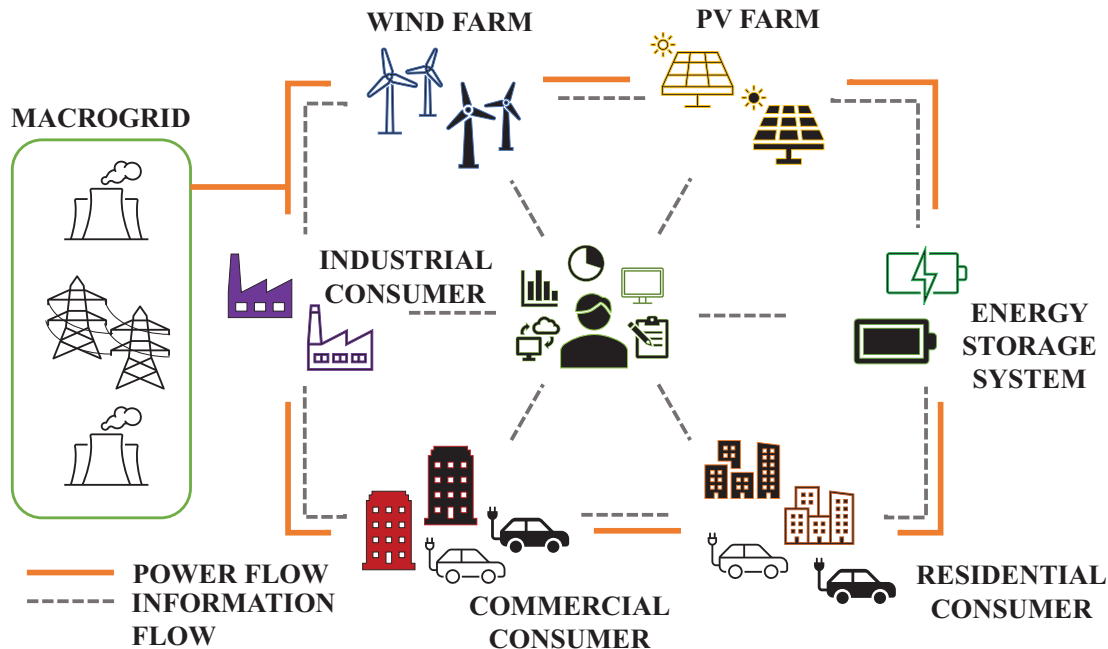 WIND FARM
PV FARM
MACROGRID
INDUSTRIAL
CONSUMER
ENERGY
STORAGE
SYSTEM
POWER FLOW
INFORMATION
FLOW
COMMERCIAL
CONSUMER
RESIDENTIAL
CONSUMER